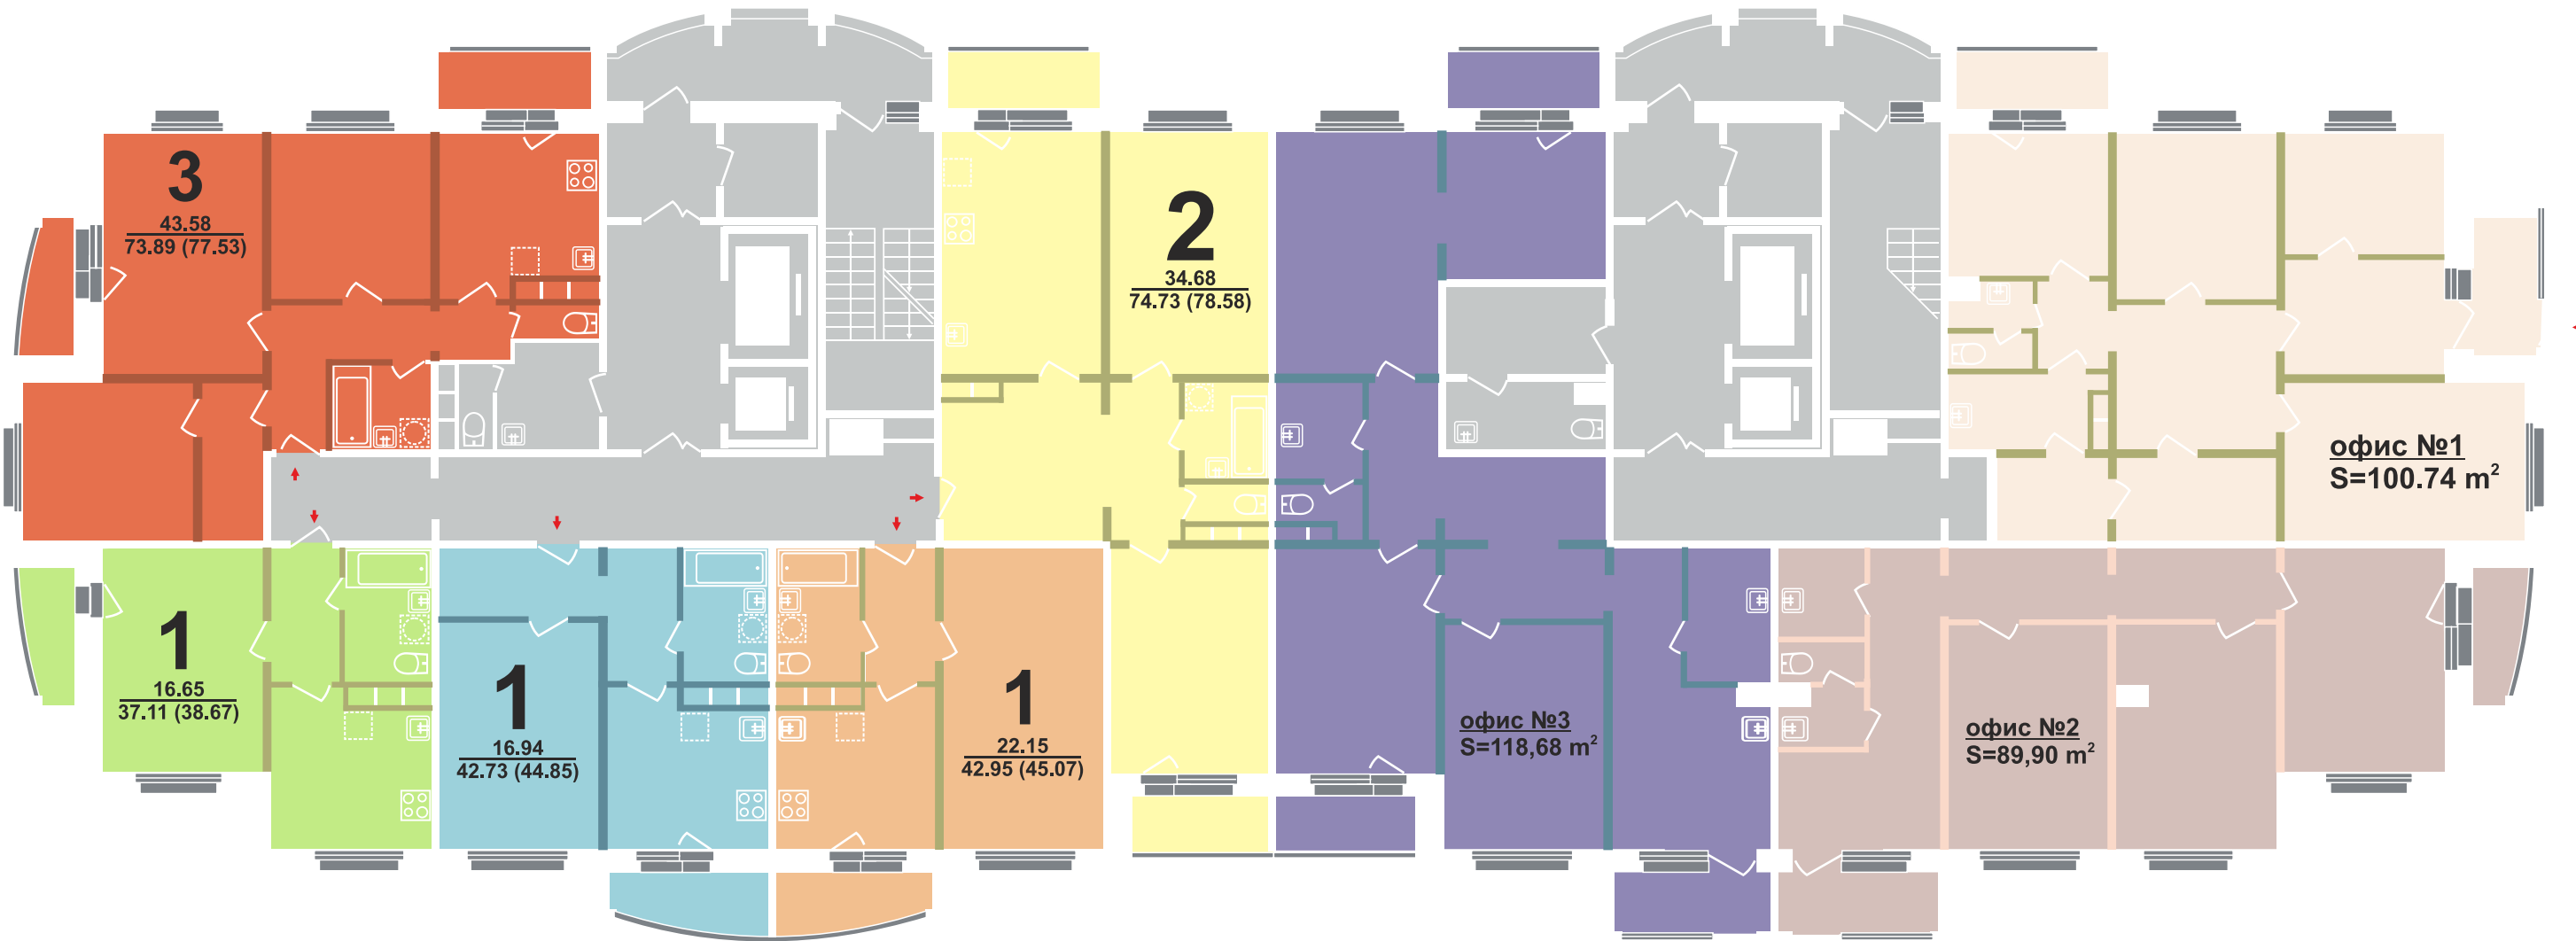 3
43.58
73.89 (77.53)
2
34.68
74.73 (78.58)
офис №1
S=100.74 m²
1
16.65
37.11 (38.67)
1
16.94
42.73 (44.85)
1
22.15
42.95 (45.07)
офис №3
S=118,68 m²
офис №2
S=89,90 m²